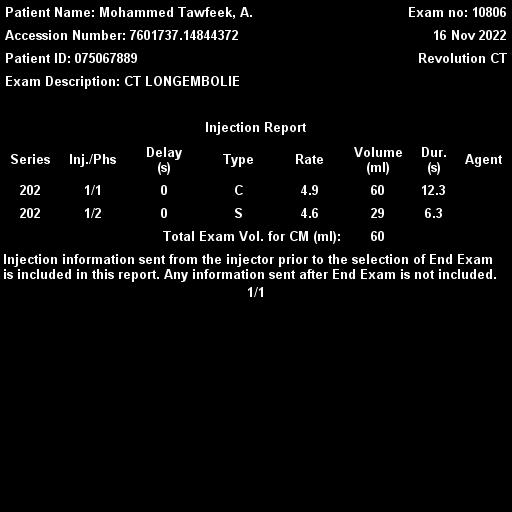 Patient Name: Mohammed Tawfeek, A. Exam no: 10806
Accession Number: 7601737.14844372 16 Nov 2022
Patient ID: 075067889 Revolution CT
Exam Description: CT LONGEMBOLIE
Injection Report
Series Inj./Phs Delay (s) Type Rate Volume (ml) Dur. (s) Agent
202 1/1 0 C 4.9 60 12.3
202 1/2 0 S 4.6 29 6.3
Total Exam Vol. for CM (ml): 60
Injection information sent from the injector prior to the selection of End Exam
is included in this report. Any information sent after End Exam is not included.
1/1